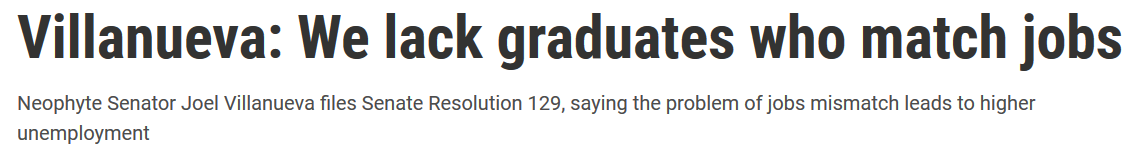 Villanueva: We lack graduates who match jobs
Neophyte Senator Joel Villanueva files Senate Resolution 129, saying the problem of jobs mismatch leads to higher
unemployment